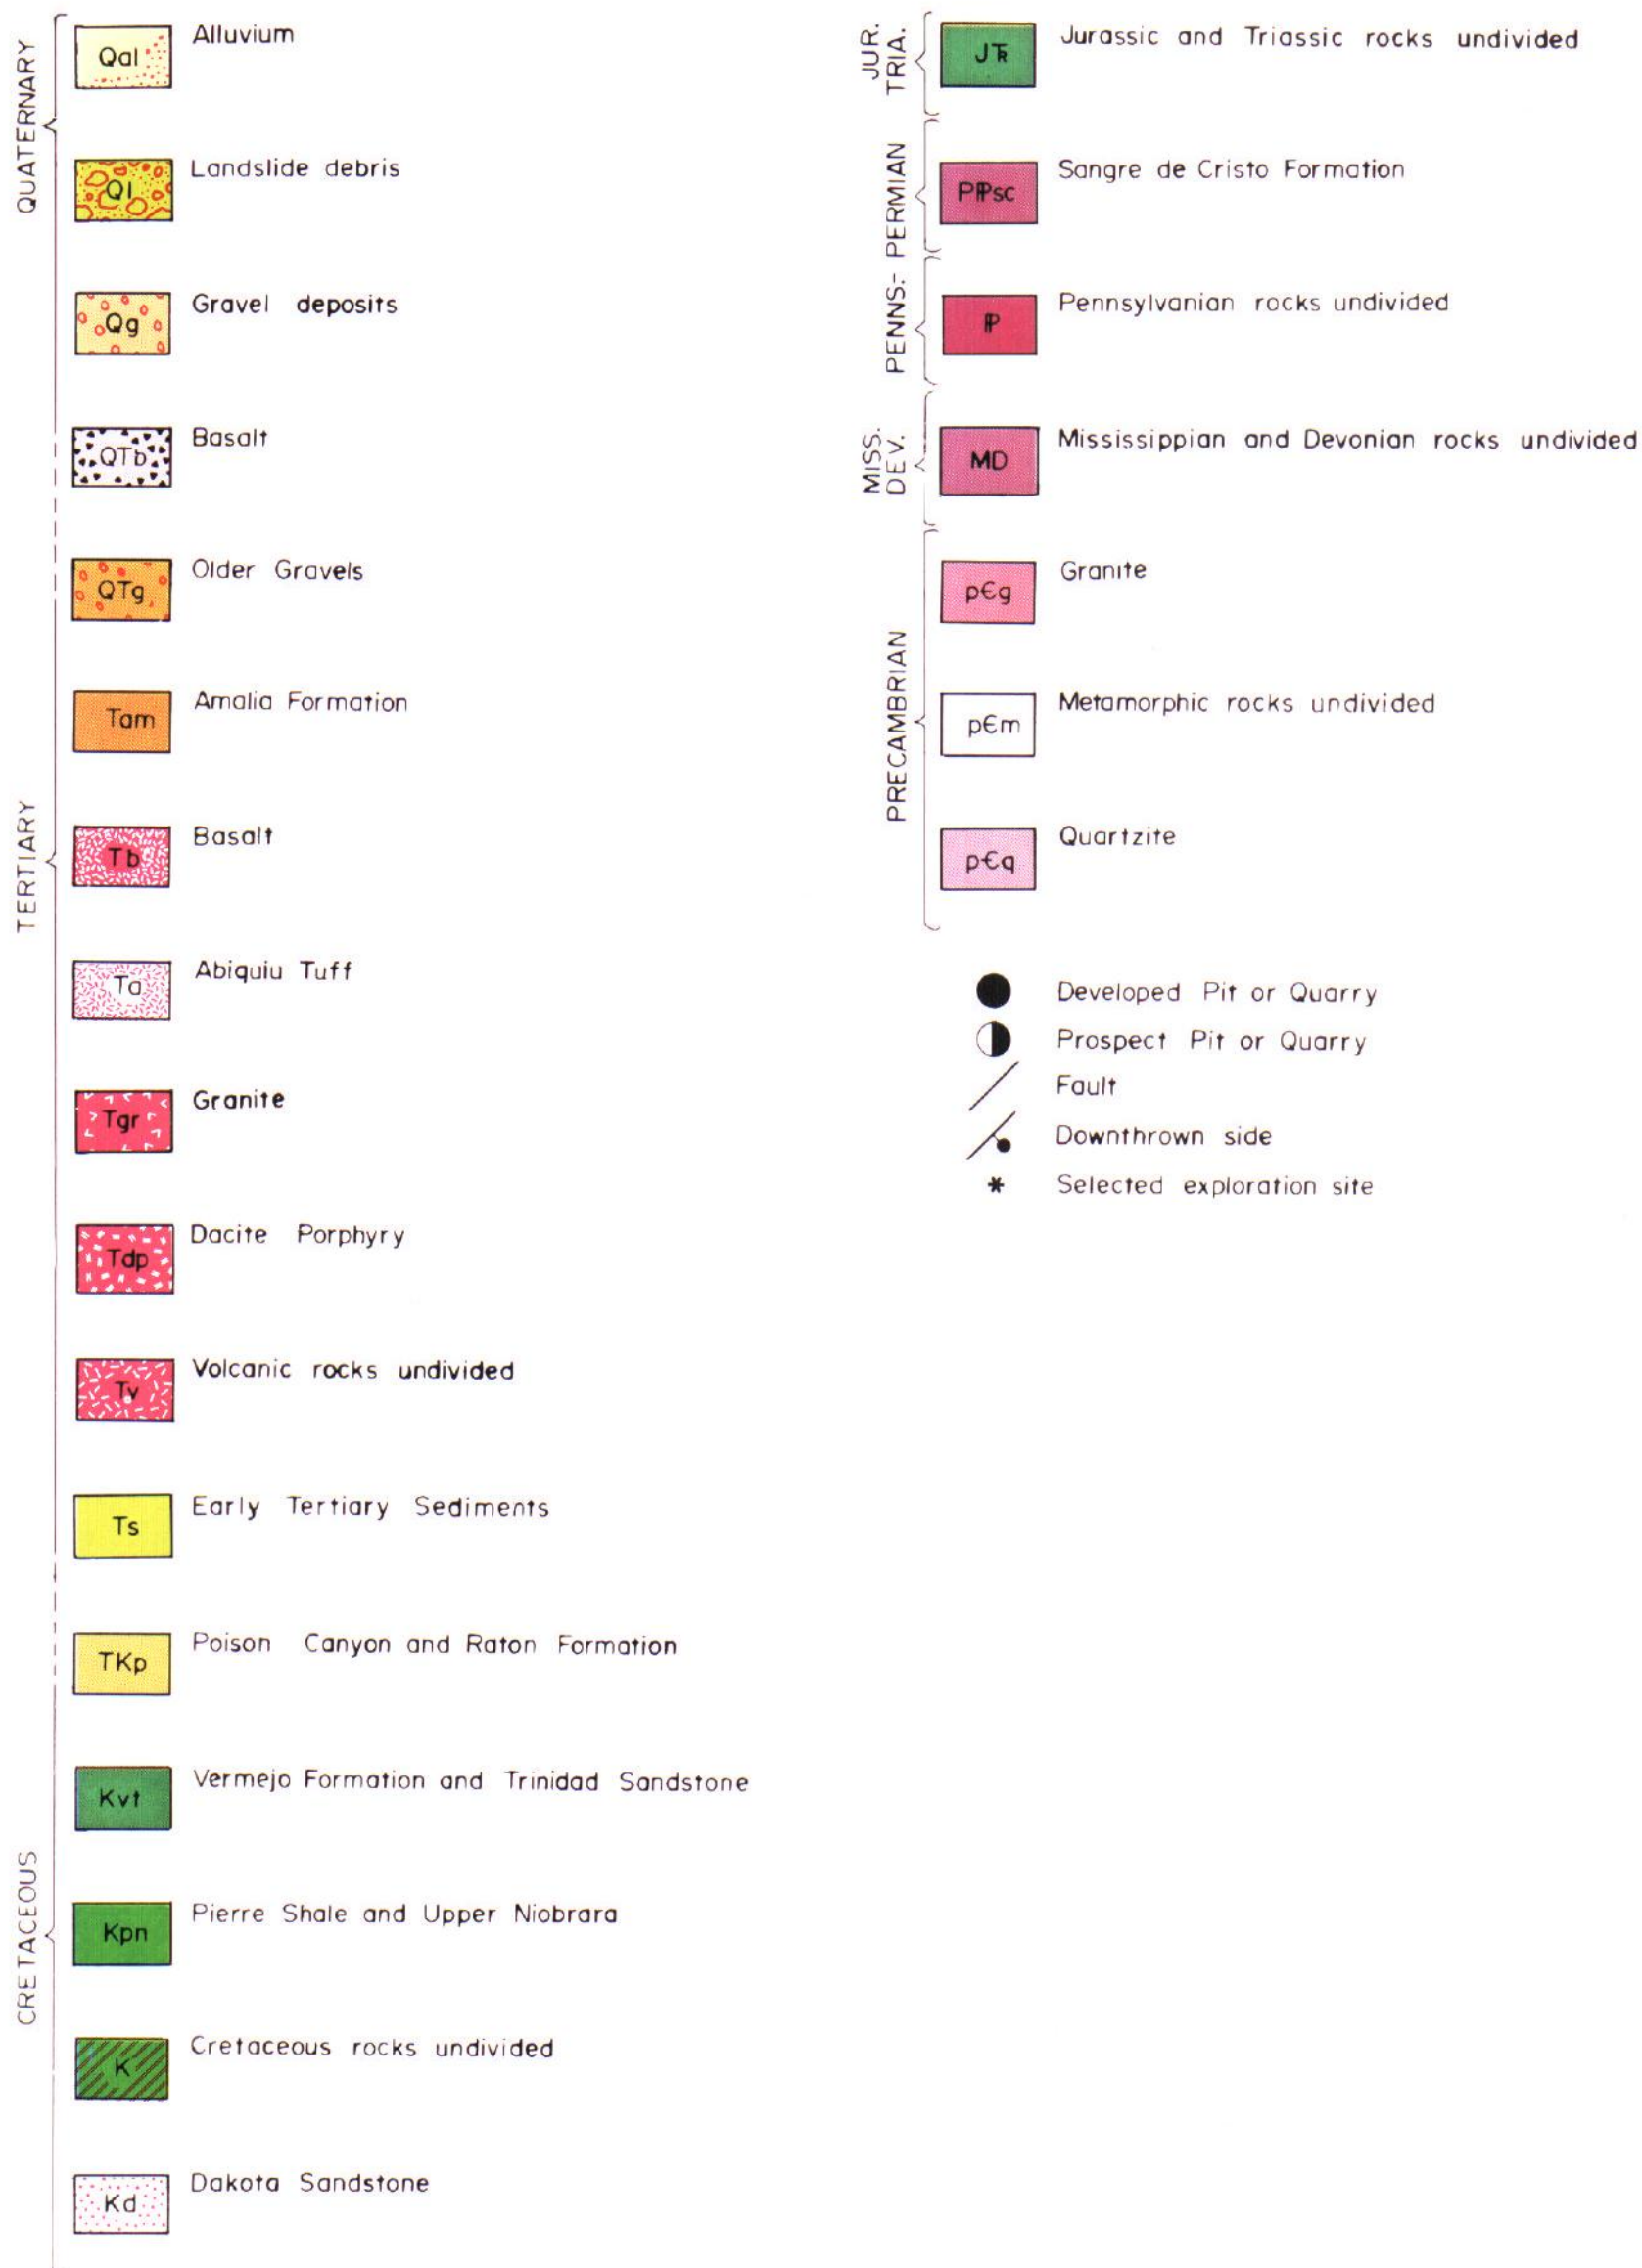 QUATERNARY
Qal Alluvium
Ql Landslide debris
Qg Gravel deposits
QTb Basalt
QTg Older Gravels
TERTIARY
Tam Amalia Formation
Tb Basalt
Ta Abiquiu Tuff
Tgr Granite
Tdp Dacite Porphyry
Tv Volcanic rocks undivided
Ts Early Tertiary Sediments
TKp Poison Canyon and Raton Formation
CRETACEOUS
Kvt Vermejo Formation and Trinidad Sandstone
Kpn Pierre Shale and Upper Niobrara
K Cretaceous rocks undivided
Kd Dakota Sandstone
JUR.
TRIA.
JTR Jurassic and Triassic rocks undivided
PENNS.- PERMIAN
PIPsc Sangre de Cristo Formation
IP Pennsylvanian rocks undivided
MISS.
DEV.
MD Mississippian and Devonian rocks undivided
PRECAMBRIAN
p€g Granite
p€m Metamorphic rocks undivided
p€q Quartzite
Developed Pit or Quarry
Prospect Pit or Quarry
Fault
Downthrown side
* Selected exploration site